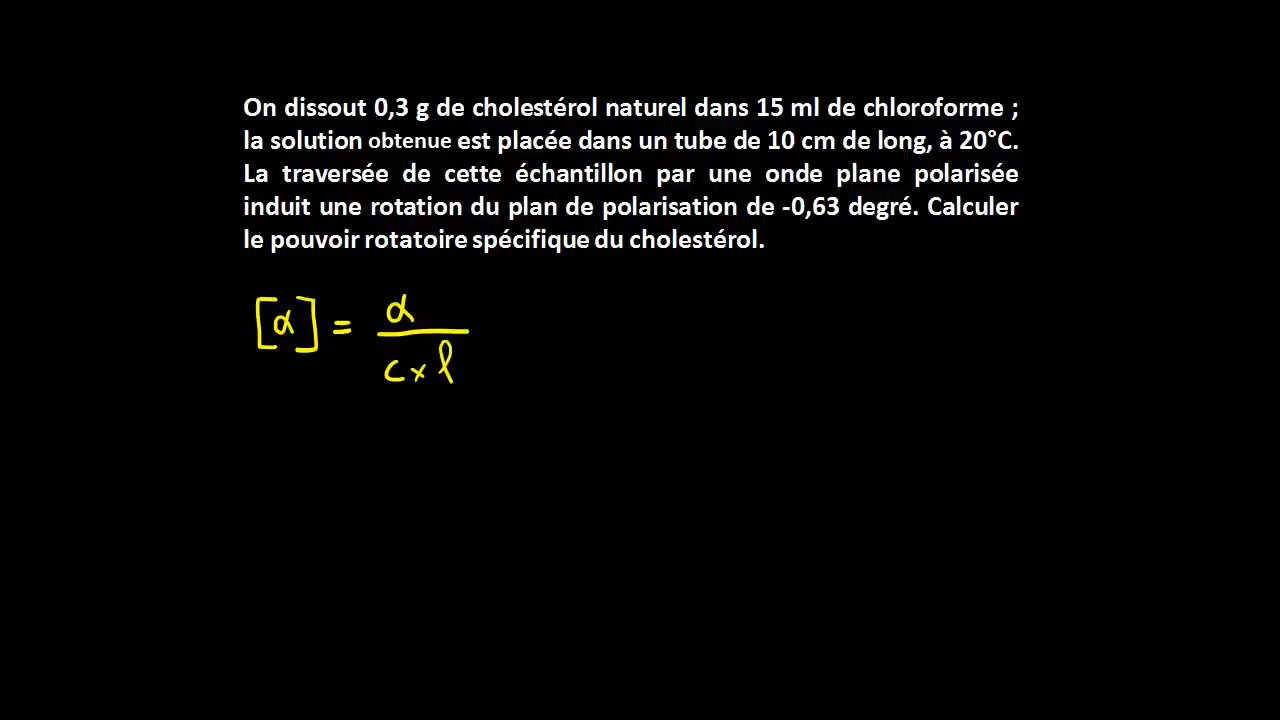 On dissout 0,3 g de cholestérol naturel dans 15 ml de chloroforme ;
la solution obtenue est placée dans un tube de 10 cm de long, à 20°C.
La traversée de cette échantillon par une onde plane polarisée
induit une rotation du plan de polarisation de -0,63 degré. Calculer
le pouvoir rotatoire spécifique du cholestérol.
[α] = α / c × l